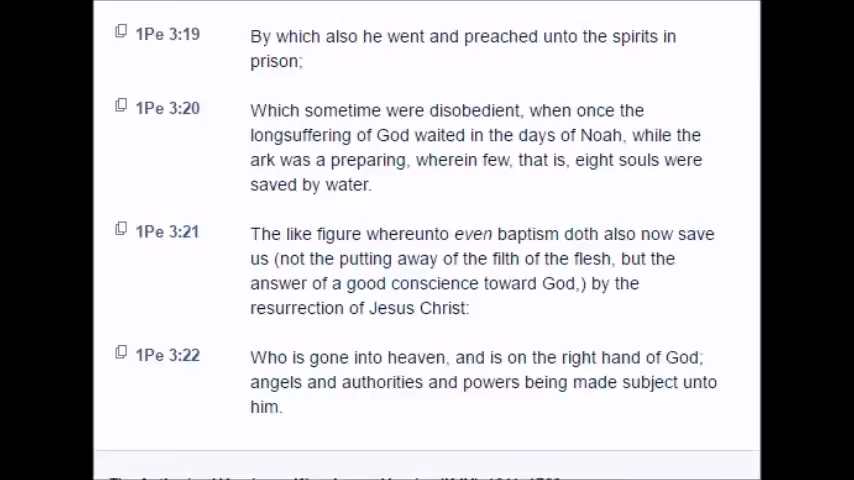 1Pe 3:19 By which also he went and preached unto the spirits in
prison;
1Pe 3:20 Which sometime were disobedient, when once the
longsuffering of God waited in the days of Noah, while the
ark was a preparing, wherein few, that is, eight souls were
saved by water.
1Pe 3:21 The like figure whereunto even baptism doth also now save
us (not the putting away of the filth of the flesh, but the
answer of a good conscience toward God,) by the
resurrection of Jesus Christ:
1Pe 3:22 Who is gone into heaven, and is on the right hand of God;
angels and authorities and powers being made subject unto
him.